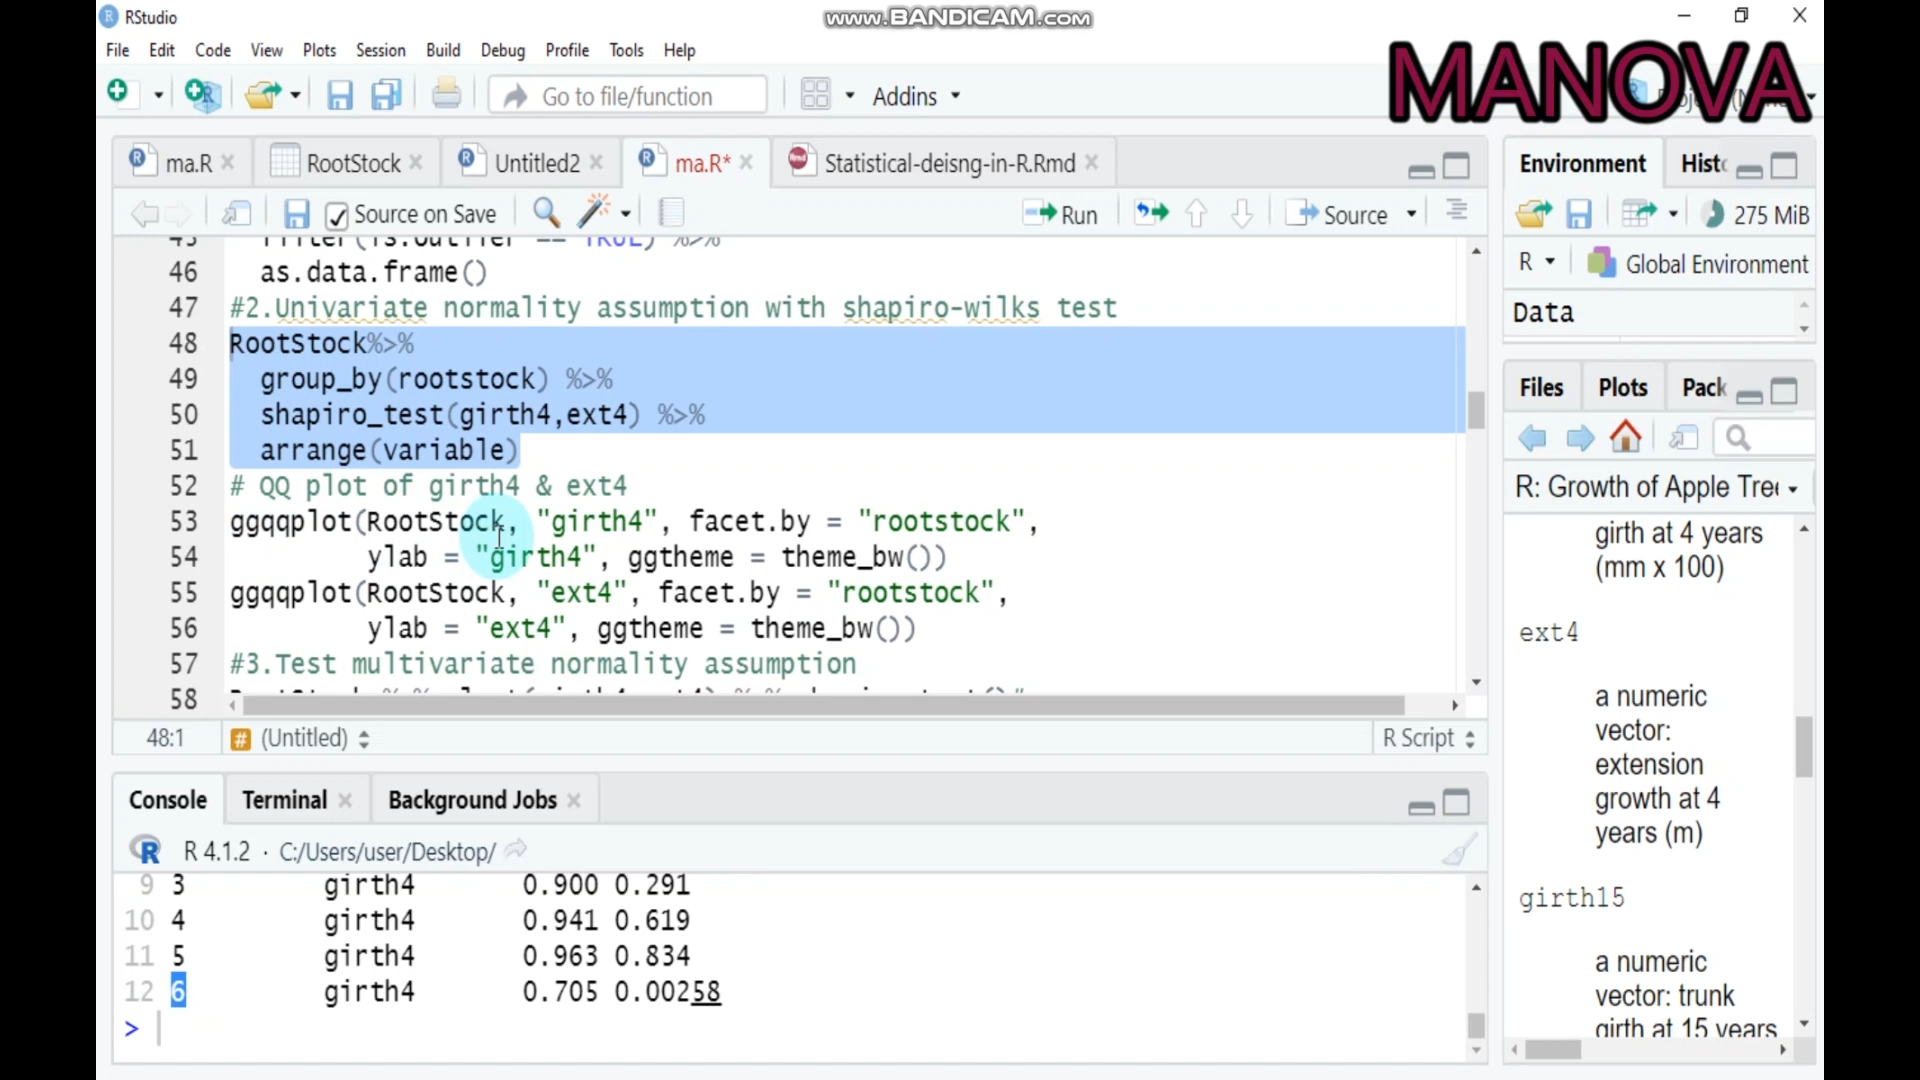 RStudio
www.BANDICAM.com
File Edit Code View Plots Session Build Debug Profile Tools Help
MANOVA
Go to file/function
Addins
ma.R
RootStock
Untitled2
ma.R*
Statistical-deisng-in-R.Rmd
Source on Save
Run
Source
46 as.data.frame()
47 #2.Univariate normality assumption with shapiro-wilks test
48 RootStock%>%
49 group_by(rootstock) %>%
50 shapiro_test(girth4,ext4) %>%
51 arrange(variable)
52 # QQ plot of girth4 & ext4
53 ggqqplot(RootStock, "girth4", facet.by = "rootstock",
54 ylab = "girth4", ggtheme = theme_bw())
55 ggqqplot(RootStock, "ext4", facet.by = "rootstock",
56 ylab = "ext4", ggtheme = theme_bw())
57 #3.Test multivariate normality assumption
58
48:1
# (Untitled)
R Script
Console Terminal Background Jobs
R 4.1.2 · C:/Users/user/Desktop/
9 3 girth4 0.900 0.291
10 4 girth4 0.941 0.619
11 5 girth4 0.963 0.834
12 6 girth4 0.705 0.00258
>
Environment
275 MiB
R
Global Environment
Data
Files Plots Pack
R: Growth of Apple Tree
girth at 4 years
(mm x 100)
ext4
a numeric
vector:
extension
growth at 4
years (m)
girth15
a numeric
vector: trunk
girth at 15 years